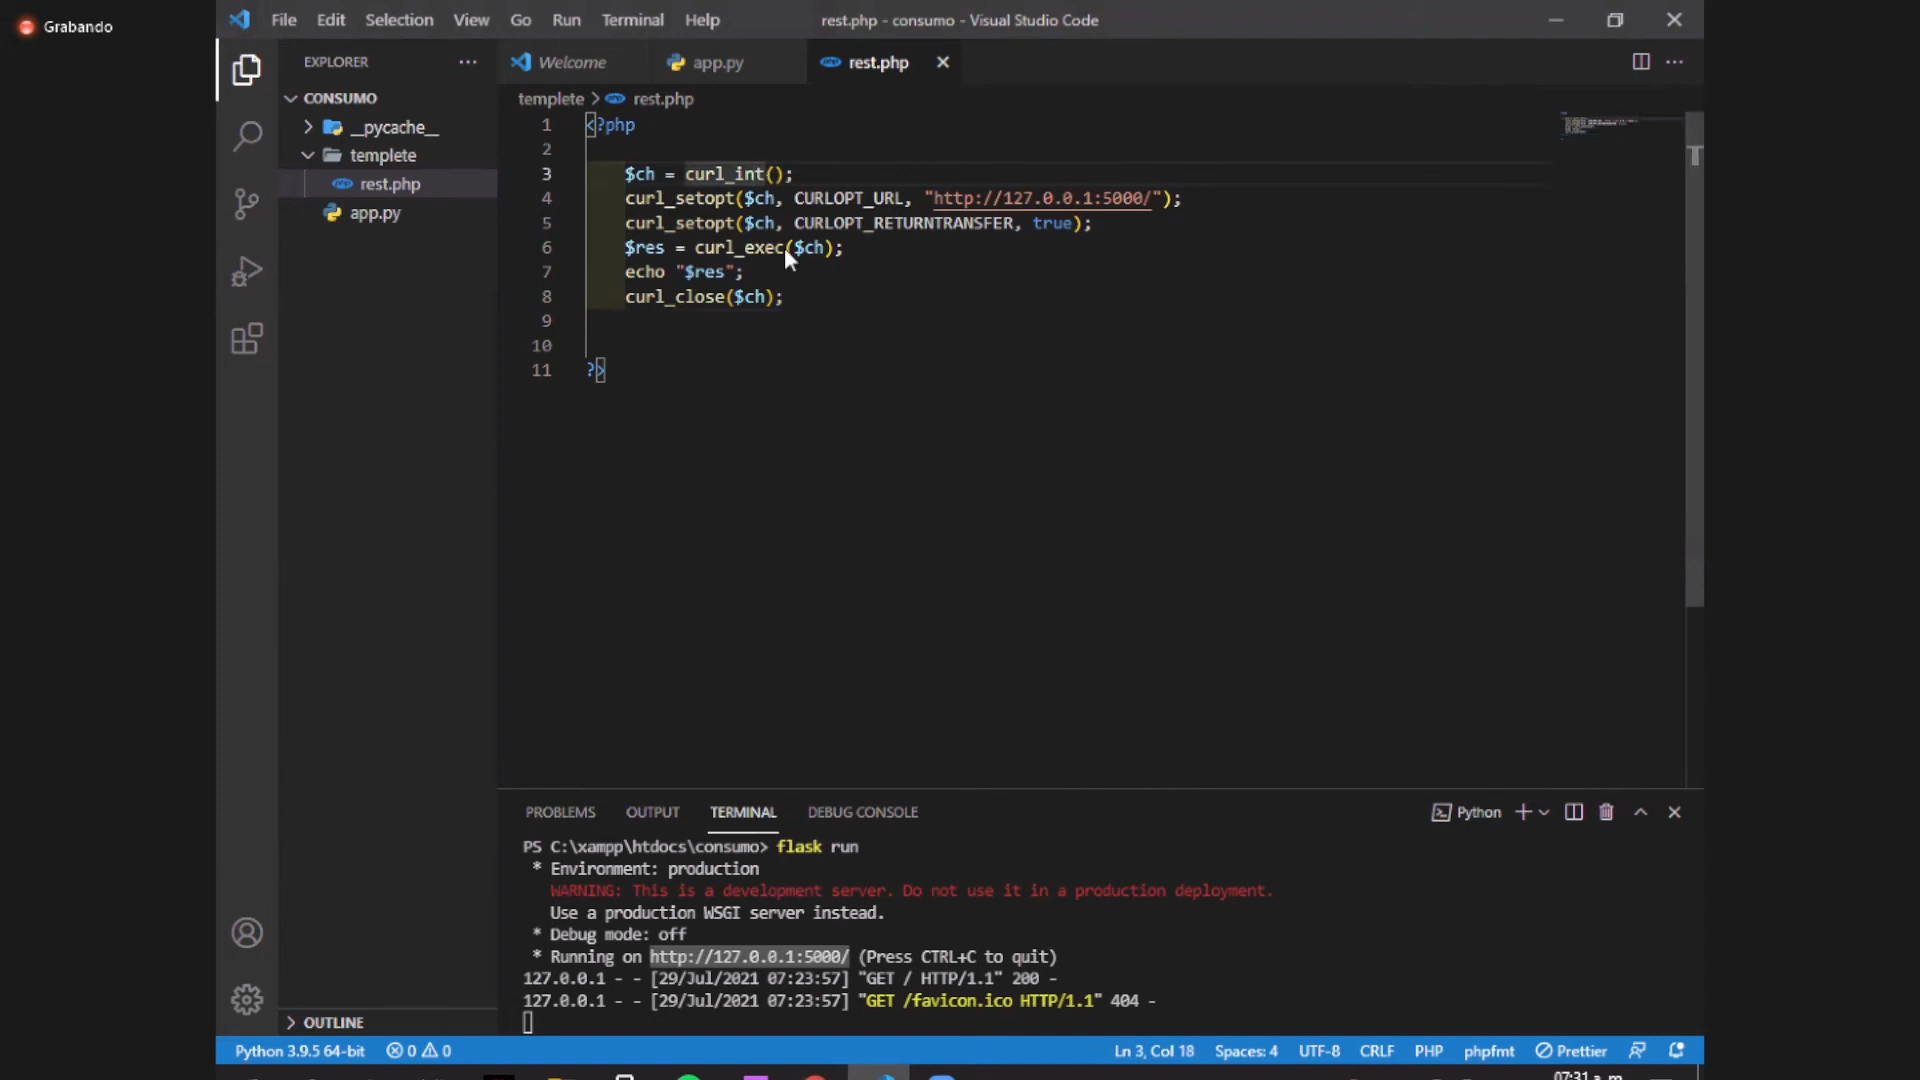 Grabando
File Edit Selection View Go Run Terminal Help
rest.php - consumo - Visual Studio Code
EXPLORER
Welcome
app.py
rest.php
CONSUMO
__pycache__
templete
rest.php
app.py
OUTLINE
templete > rest.php
1 <?php
2
3 $ch = curl_int();
4 curl_setopt($ch, CURLOPT_URL, "http://127.0.0.1:5000/");
5 curl_setopt($ch, CURLOPT_RETURNTRANSFER, true);
6 $res = curl_exec($ch);
7 echo "$res";
8 curl_close($ch);
9
10
11 ?>
PROBLEMS OUTPUT TERMINAL DEBUG CONSOLE
Python
PS C:\xampp\htdocs\consumo> flask run
* Environment: production
WARNING: This is a development server. Do not use it in a production deployment.
Use a production WSGI server instead.
* Debug mode: off
* Running on http://127.0.0.1:5000/ (Press CTRL+C to quit)
127.0.0.1 - - [29/Jul/2021 07:23:57] "GET / HTTP/1.1" 200 -
127.0.0.1 - - [29/Jul/2021 07:23:57] "GET /favicon.ico HTTP/1.1" 404 -
Python 3.9.5 64-bit 0 0
Ln 3, Col 18 Spaces: 4 UTF-8 CRLF PHP phpfmt Prettier
07:31 a. m.